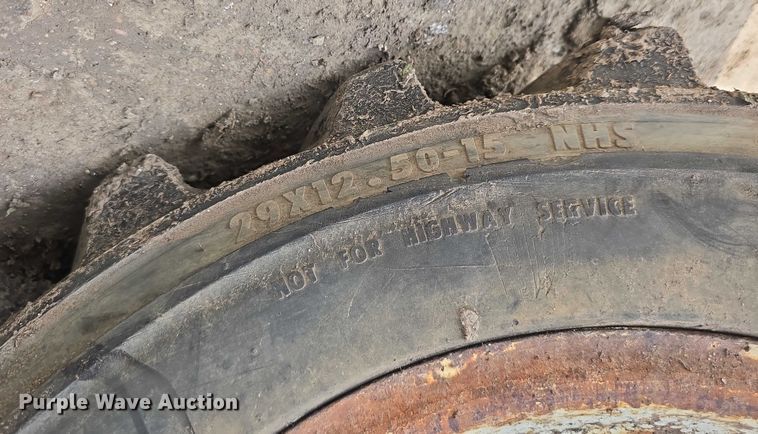 29X12.50-15 NHS
NOT FOR HIGHWAY SERVICE
Purple Wave Auction